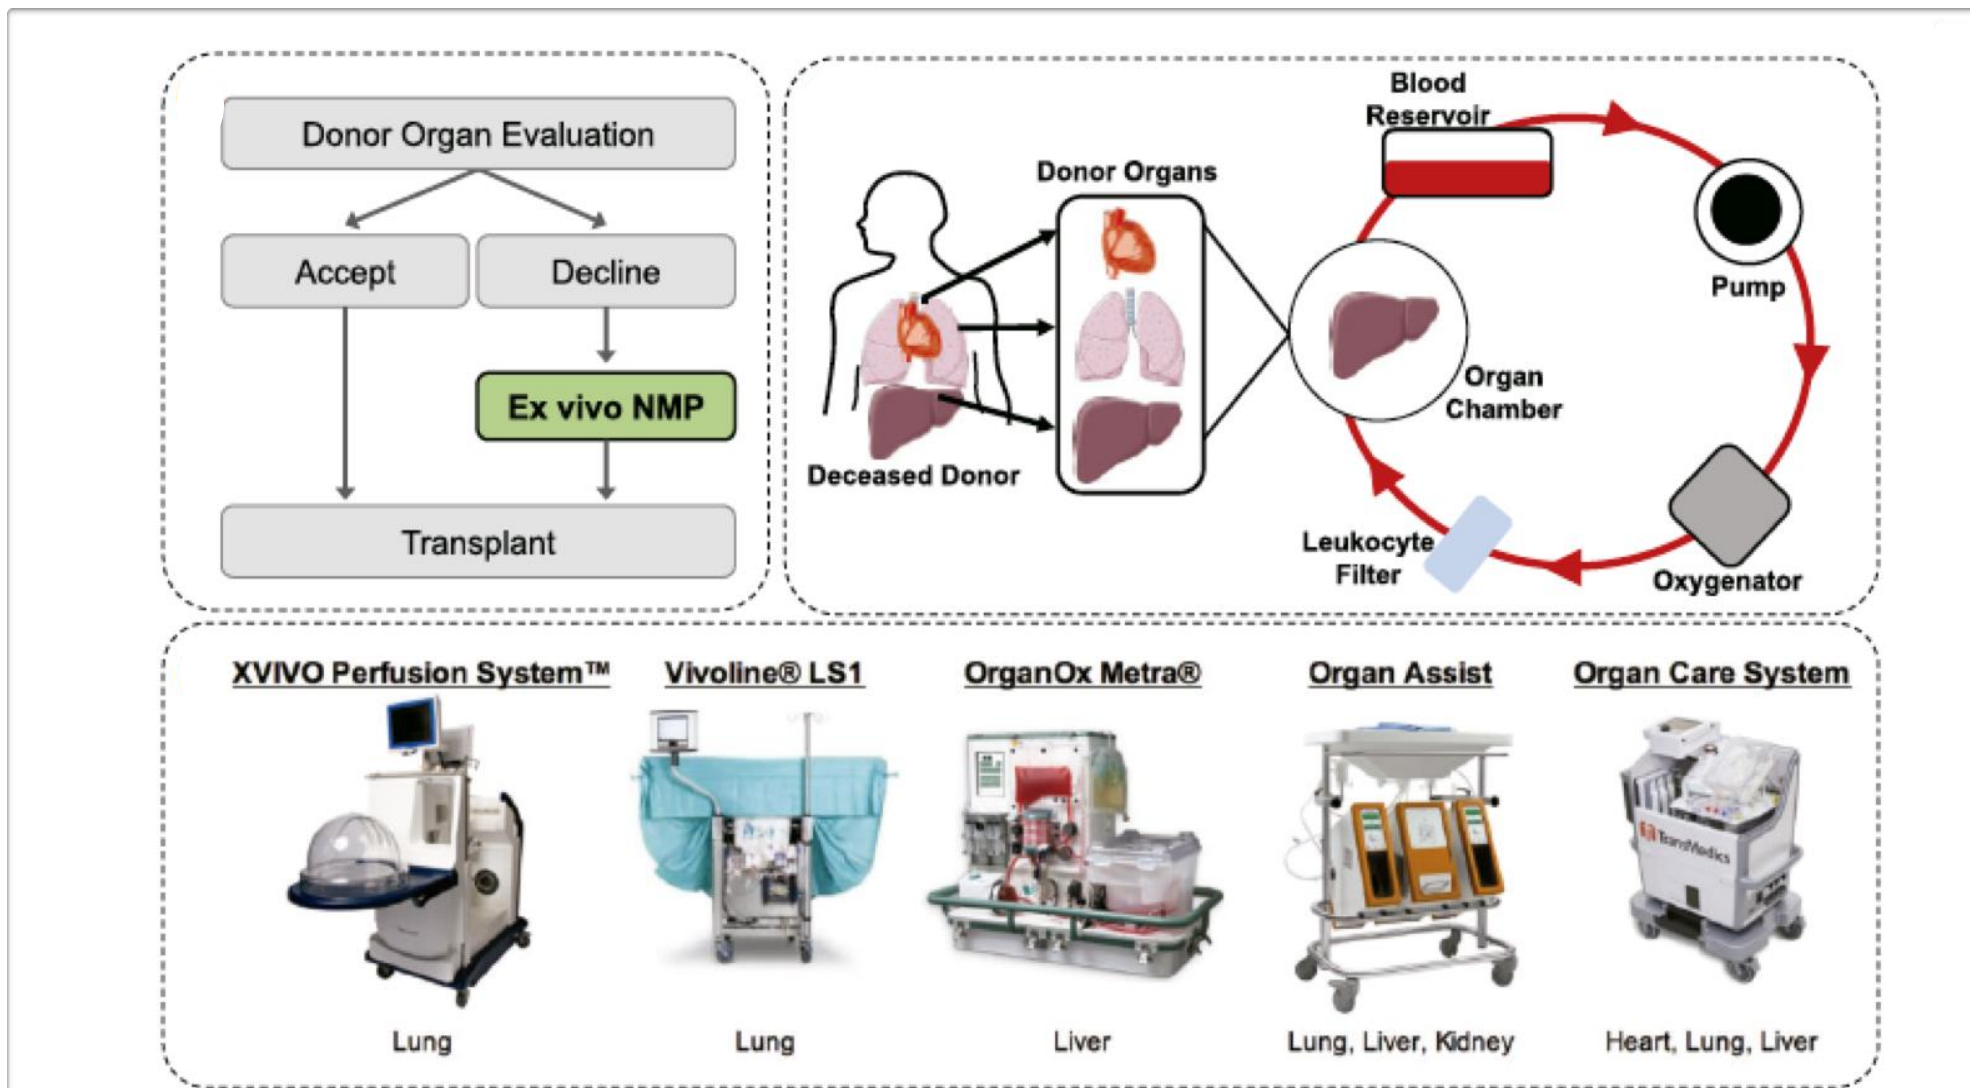 Donor Organ Evaluation
Accept
Decline
Ex vivo NMP
Transplant
Deceased Donor
Donor Organs
Blood
Reservoir
Pump
Organ
Chamber
Leukocyte
Filter
Oxygenator
XVIVO Perfusion System™
Lung
Vivoline® LS1
Lung
OrganOx Metra®
Liver
Organ Assist
Lung, Liver, Kidney
Organ Care System
TransMedics
Heart, Lung, Liver